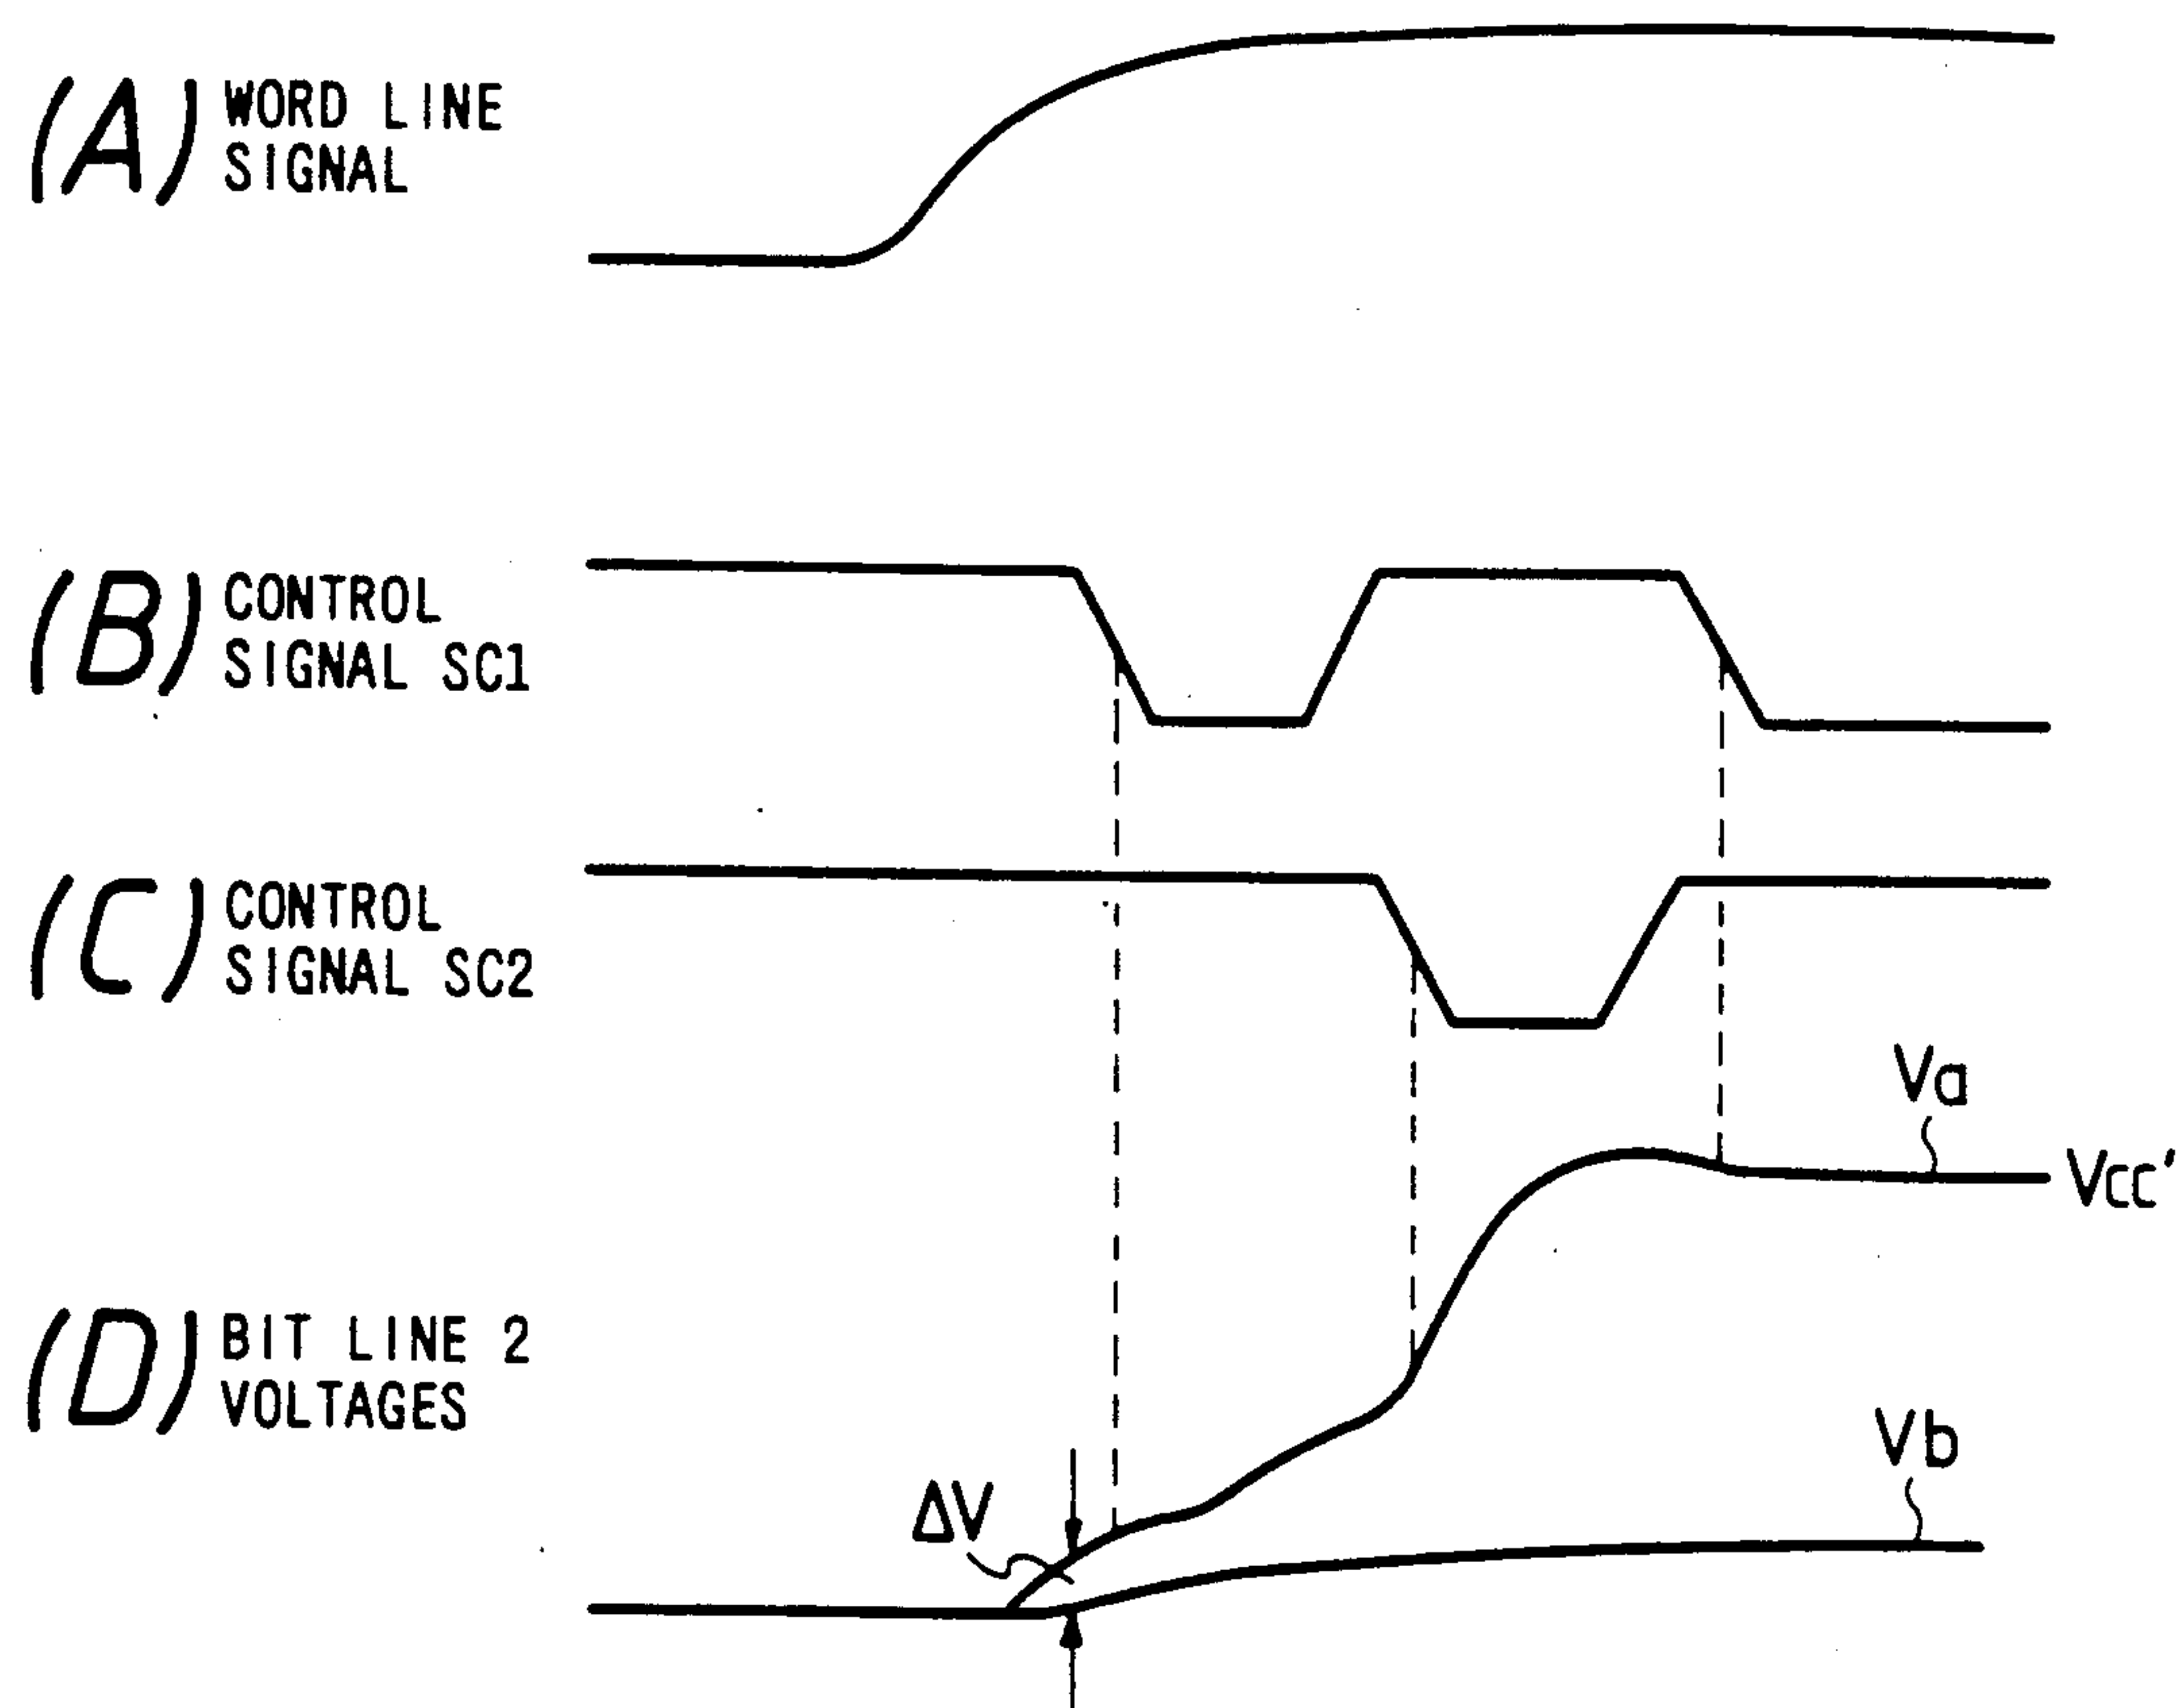 (A) WORD LINE
SIGNAL
(B) CONTROL
SIGNAL SC1
(C) CONTROL
SIGNAL SC2
Va
Vcc'
(D) BIT LINE 2
VOLTAGES
Vb
ΔV